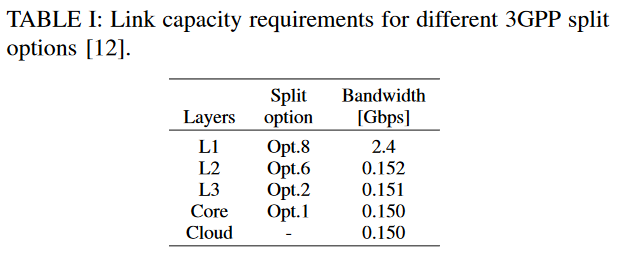 TABLE I: Link capacity requirements for different 3GPP split
options [12].
Layers Split option Bandwidth [Gbps]
L1 Opt.8 2.4
L2 Opt.6 0.152
L3 Opt.2 0.151
Core Opt.1 0.150
Cloud - 0.150